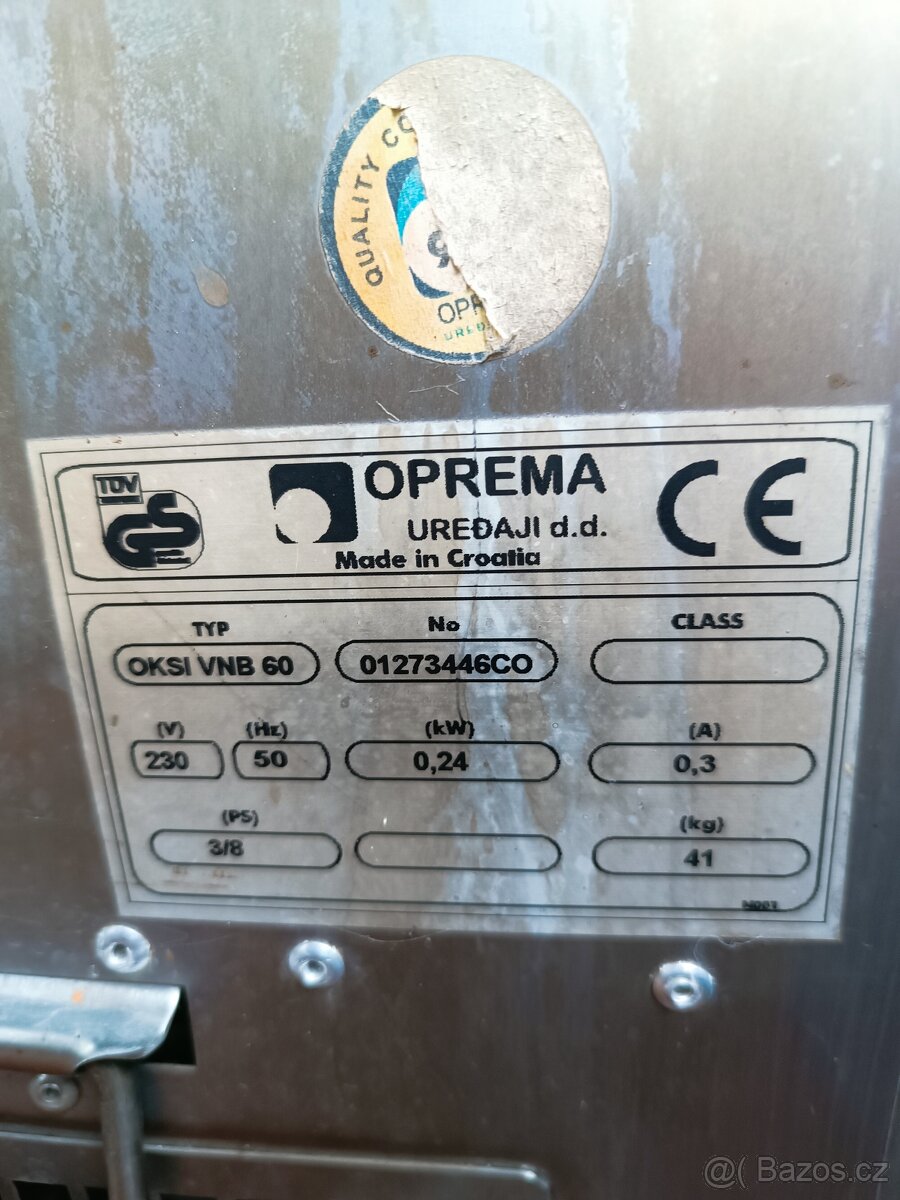 QUALITY CO
OPR
URED
TÜV
GS
OPREMA
UREĐAJI d.d.
Made in Croatia
CE
TYP
No
CLASS
OKSI VNB 60
01273446CO
(V)
(Hz)
(kW)
(A)
230
50
0,24
0,3
(PS)
(kg)
3/8
41
@( Bazos.cz